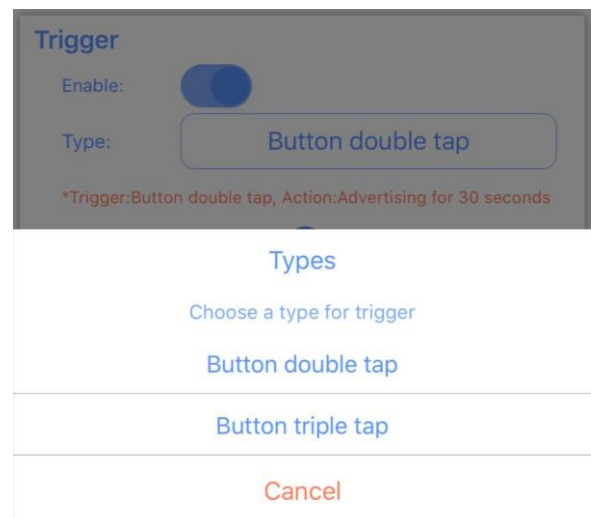 Trigger
Enable:
Type: Button double tap
*Trigger:Button double tap, Action:Advertising for 30 seconds
Types
Choose a type for trigger
Button double tap
Button triple tap
Cancel